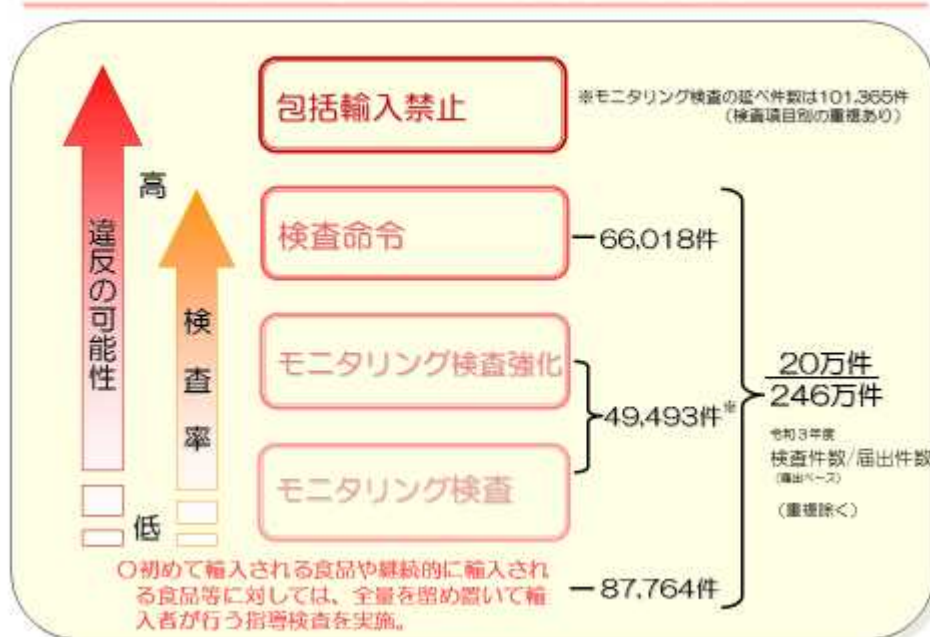 包括輸入禁止
※モニタリング検査の延べ件数は101,365件
(検査項目別の重複あり)
高
違反の可能性
検査率
検査命令
66,018件
モニタリング検査強化
49,493件※
モニタリング検査
20万件
246万件
令和3年度
検査件数/届出件数
(届出ベース)
(重複除く)
低
○初めて輸入される食品や継続的に輸入され
る食品等に対しては、全量を留め置いて輸
入者が行う指導検査を実施。
87,764件